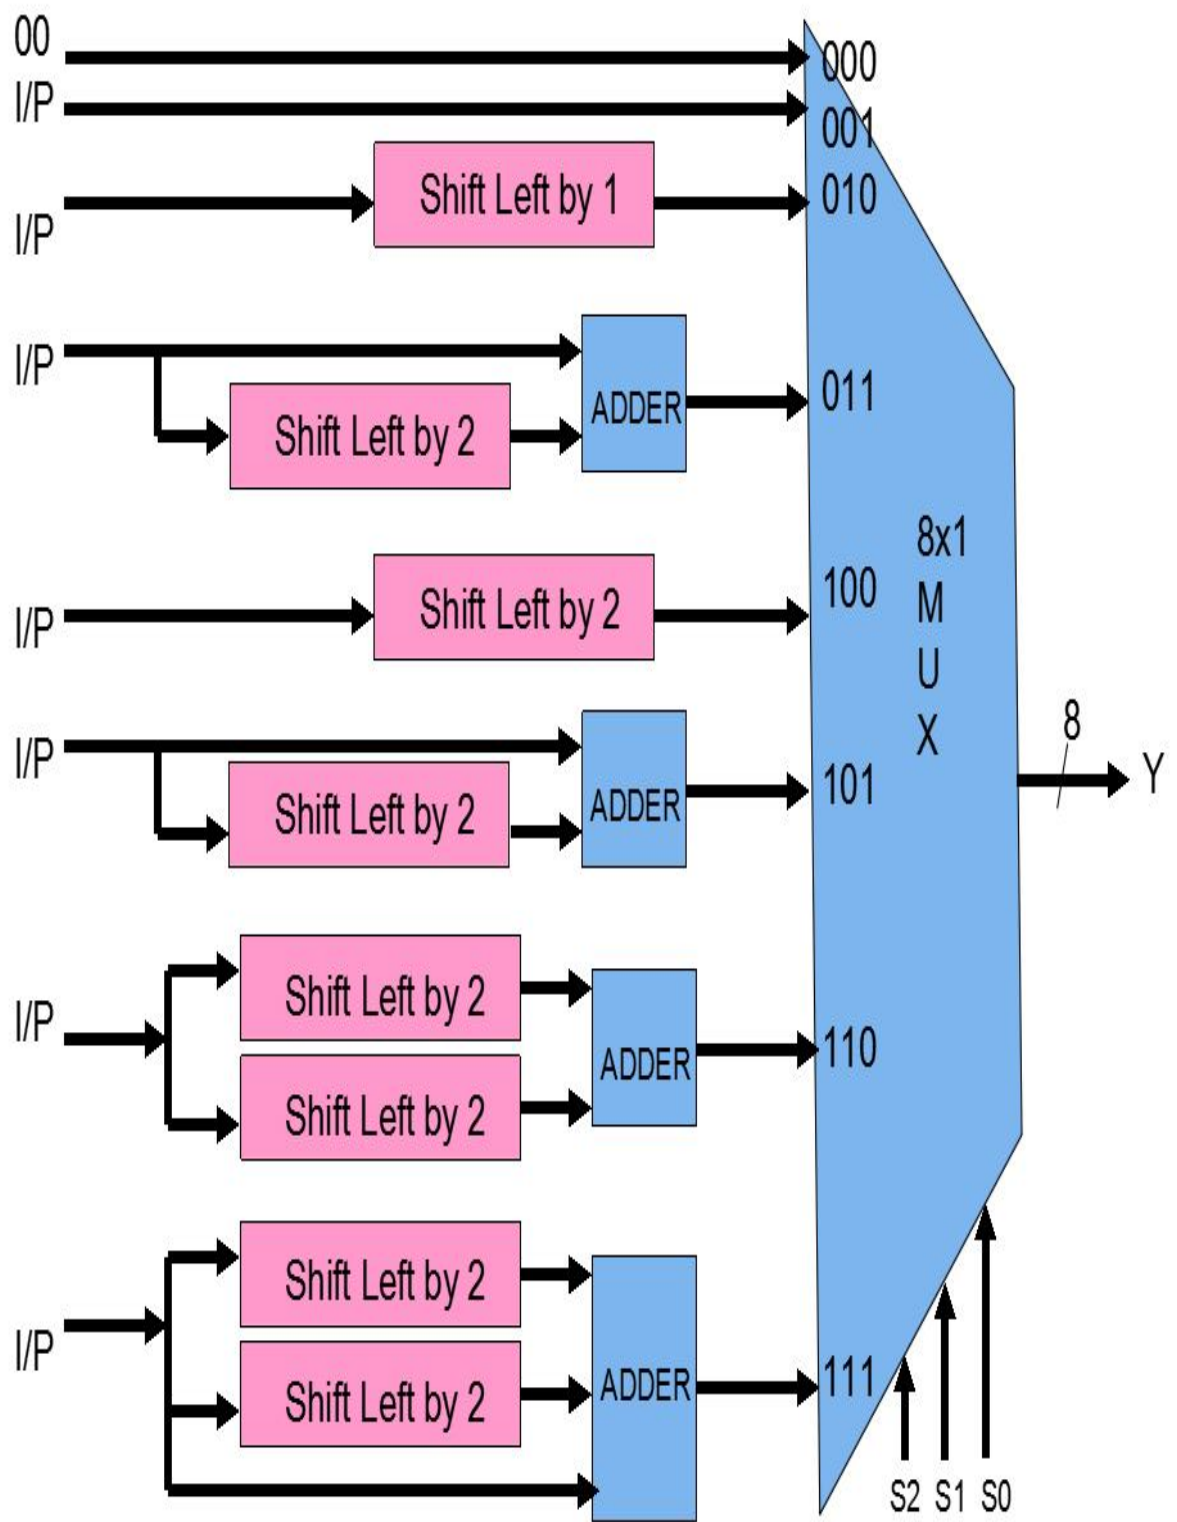 00
000
I/P
001
Shift Left by 1
010
I/P
I/P
011
ADDER
Shift Left by 2
8x1
M
U
X
100
Shift Left by 2
I/P
8
Y
I/P
101
ADDER
Shift Left by 2
Shift Left by 2
I/P
110
ADDER
Shift Left by 2
Shift Left by 2
I/P
111
ADDER
Shift Left by 2
S2 S1 S0